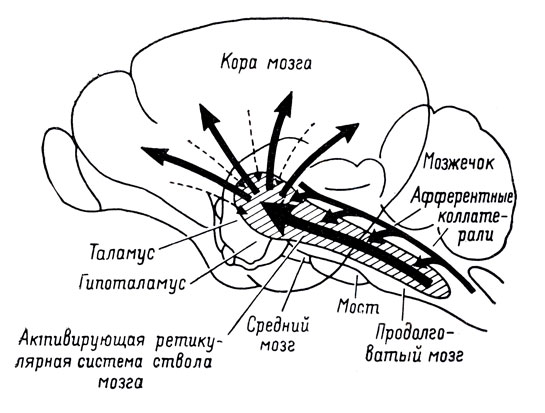 Кора мозга
Мозжечок
Афферентные
коллате-
рали
Таламус
Гипоталамус
Средний
мозг
Мост
Продолго-
ватый мозг
Активирующая ретику-
лярная система ствола
мозга